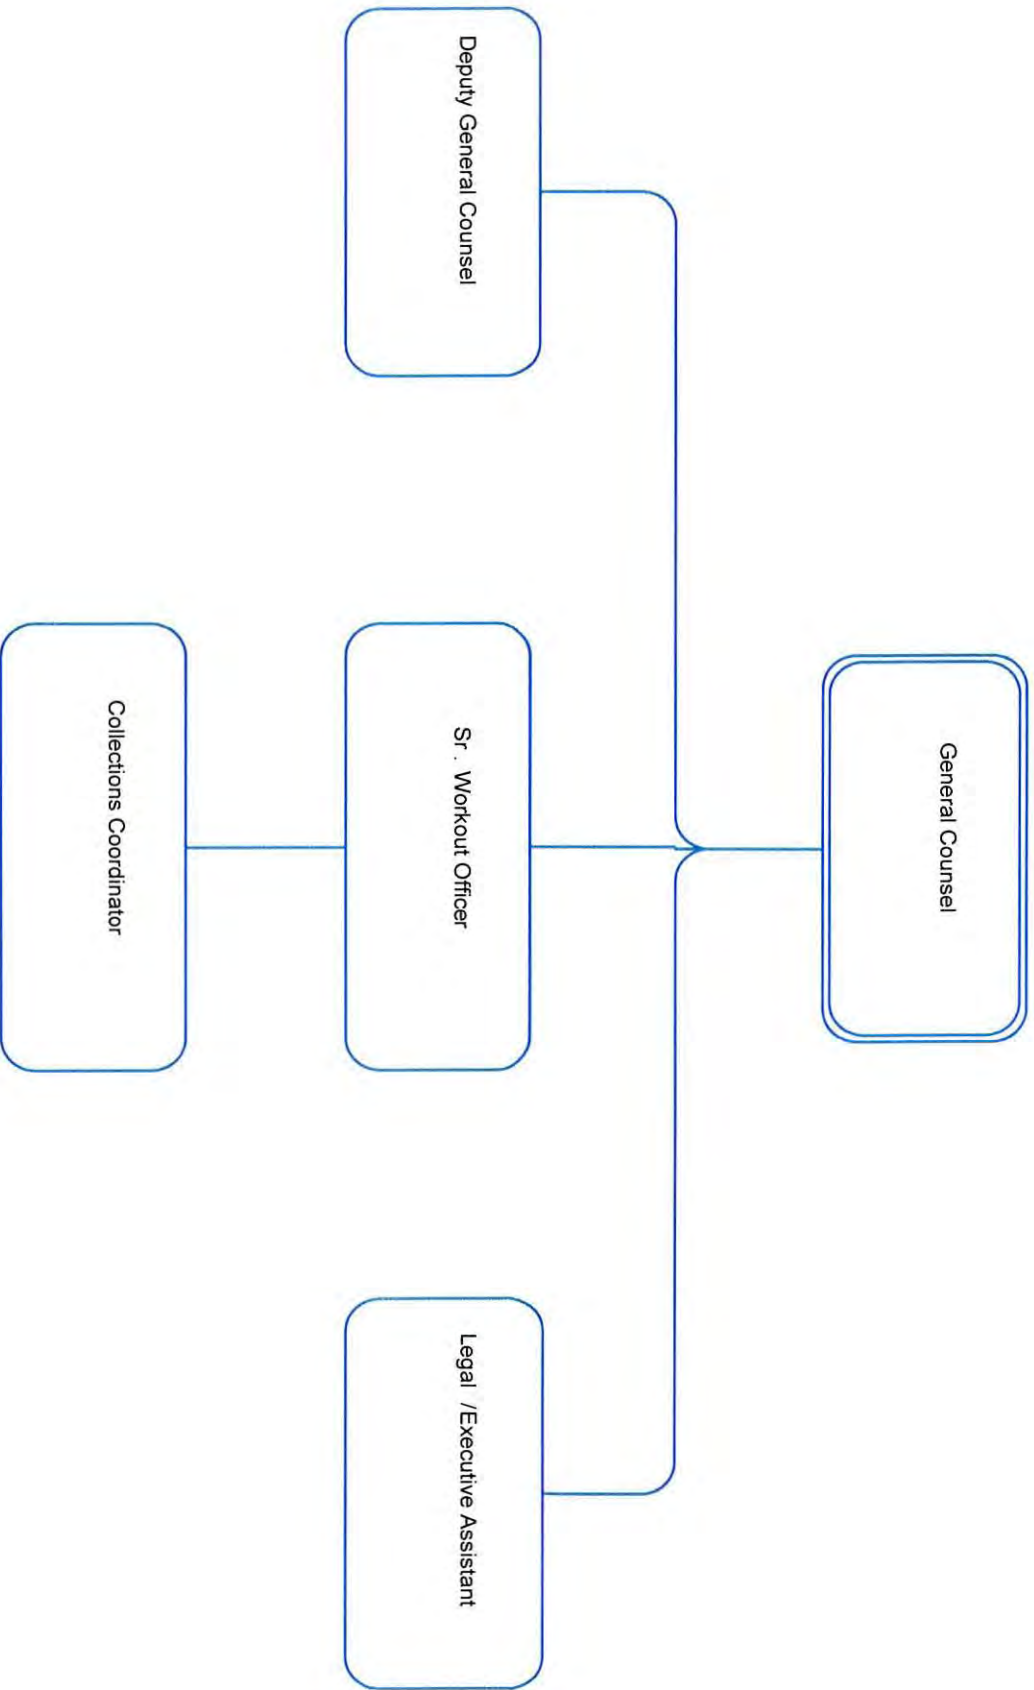 General Counsel
Deputy General Counsel
Sr . Workout Officer
Legal /Executive Assistant
Collections Coordinator